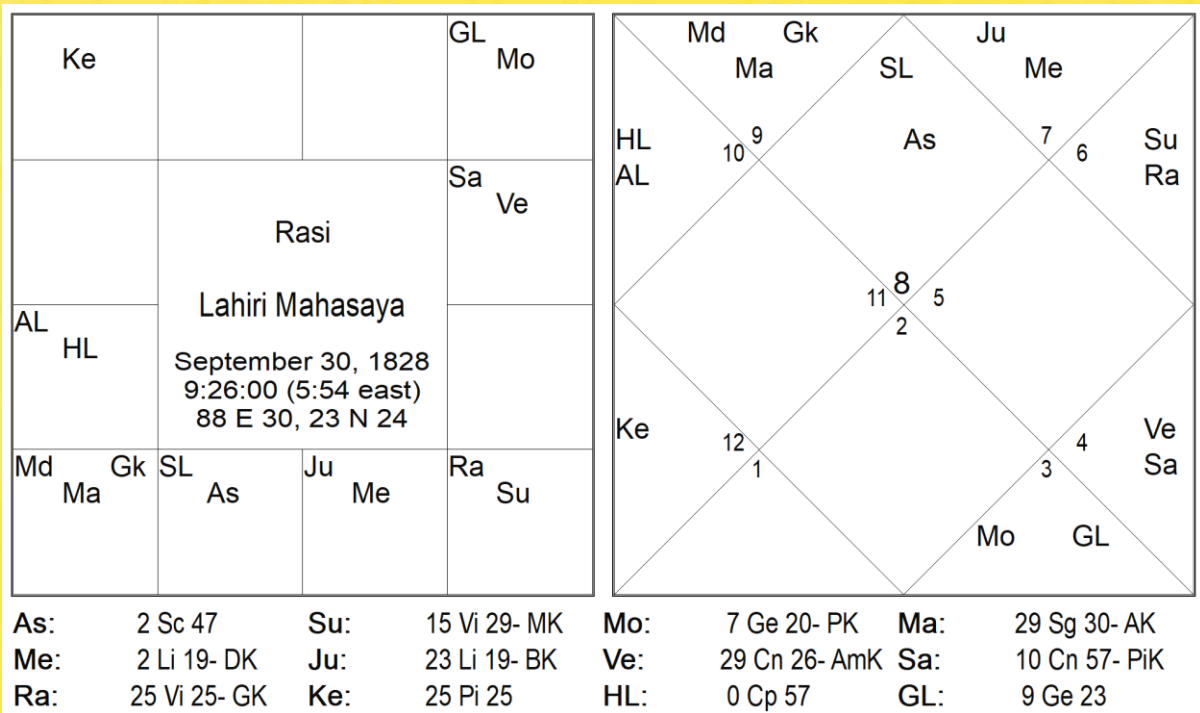 Ke
GL
Mo
Sa
Ve
Rasi
Lahiri Mahasaya
September 30, 1828
9:26:00 (5:54 east)
88 E 30, 23 N 24
AL
HL
Md Gk
Ma
SL
As
Ju
Me
Ra
Su
Md Gk
Ma
SL
As
Ju
Me
HL
AL
9
10
7
6
Su
Ra
8
11 5
2
Ke
12
1
4
3
Ve
Sa
Mo GL
As: 2 Sc 47 Su: 15 Vi 29- MK Mo: 7 Ge 20- PK Ma: 29 Sg 30- AK
Me: 2 Li 19- DK Ju: 23 Li 19- BK Ve: 29 Cn 26- AmK Sa: 10 Cn 57- PiK
Ra: 25 Vi 25- GK Ke: 25 Pi 25 HL: 0 Cp 57 GL: 9 Ge 23